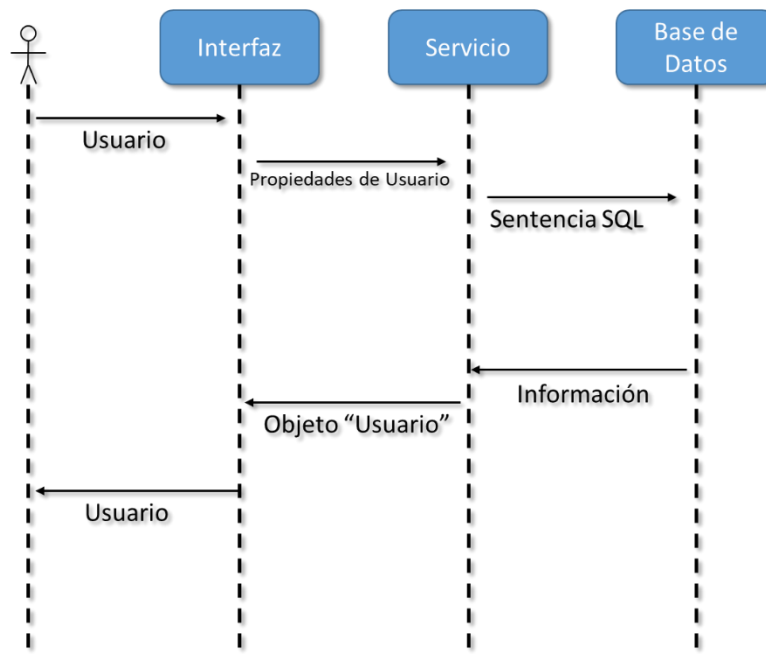 Interfaz
Servicio
Base de
Datos
Usuario
Propiedades de Usuario
Sentencia SQL
Información
Objeto “Usuario”
Usuario